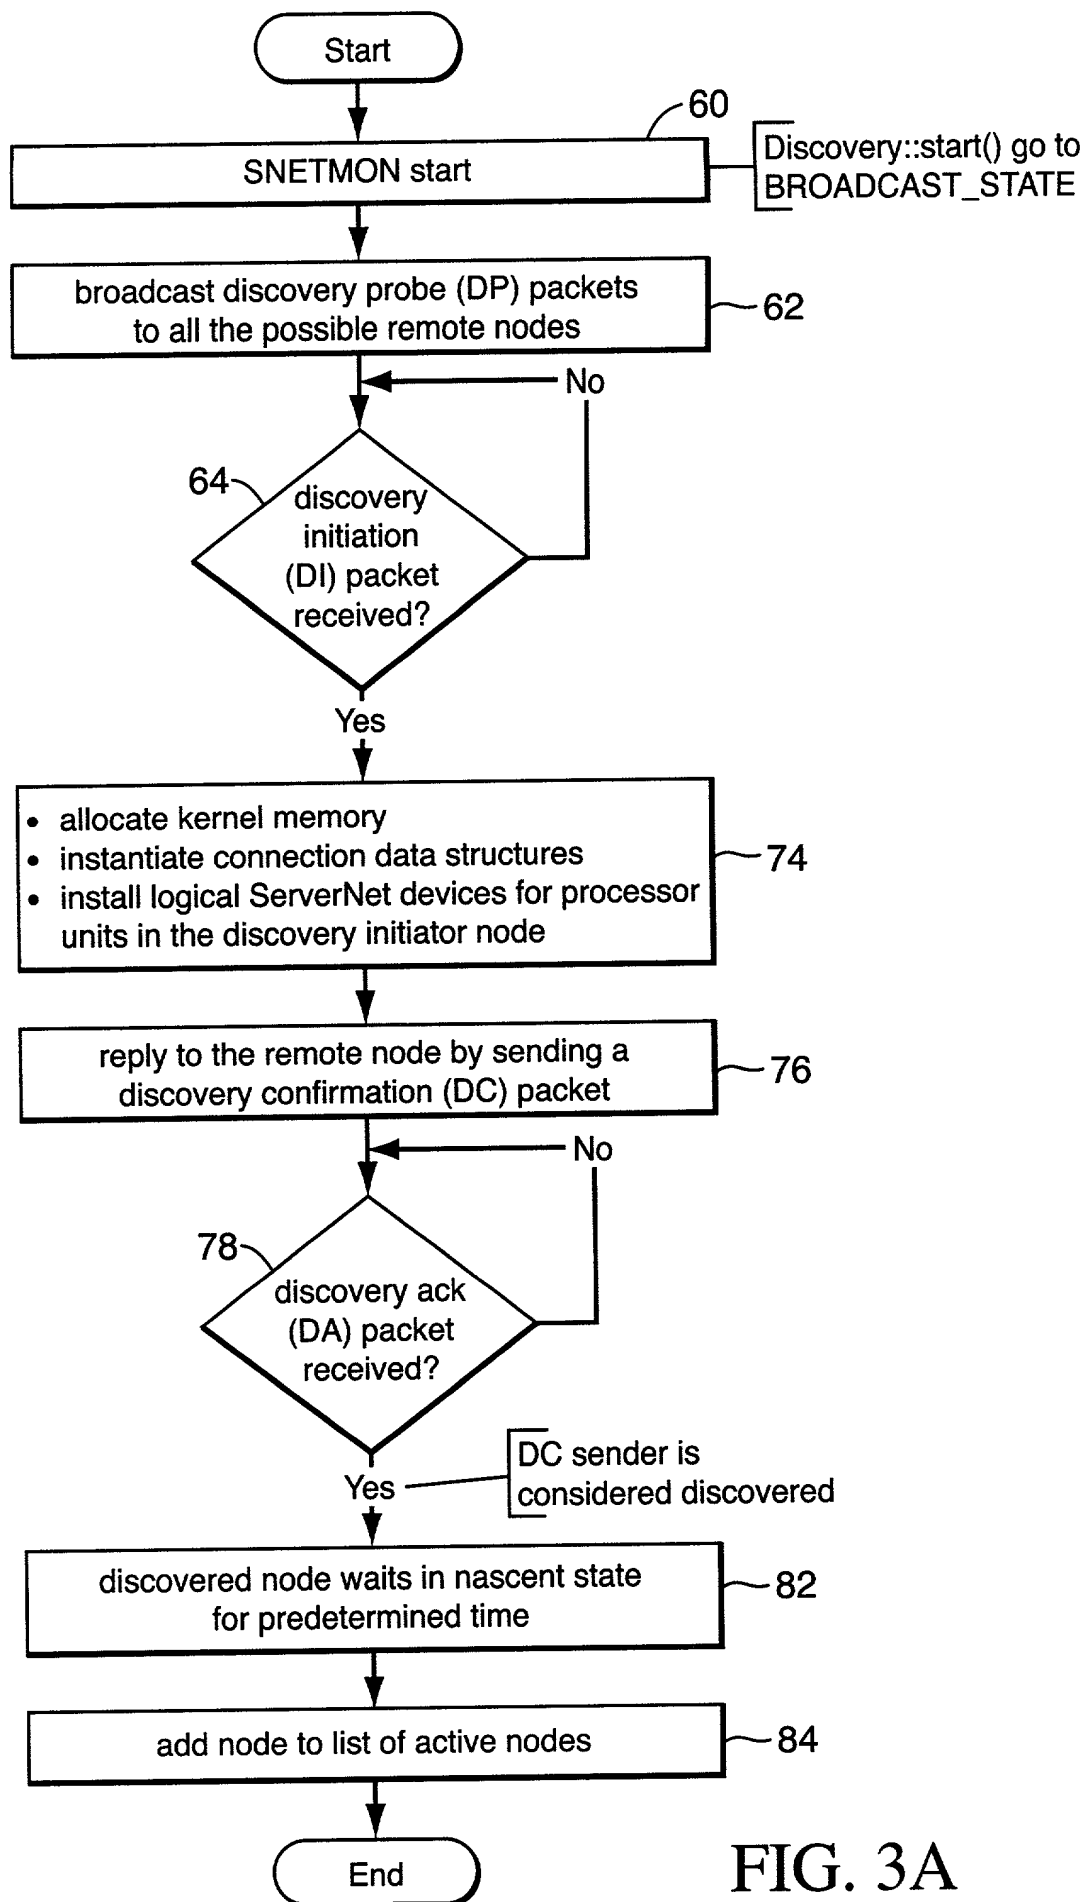 Start
60
SNETMON start
Discovery::start() go to
BROADCAST_STATE
broadcast discovery probe (DP) packets
to all the possible remote nodes
62
No
64
discovery
initiation
(DI) packet
received?
Yes
• allocate kernel memory
• instantiate connection data structures
• install logical ServerNet devices for processor
units in the discovery initiator node
74
reply to the remote node by sending a
discovery confirmation (DC) packet
76
No
78
discovery ack
(DA) packet
received?
Yes
DC sender is
considered discovered
discovered node waits in nascent state
for predetermined time
82
add node to list of active nodes
84
End
FIG. 3A